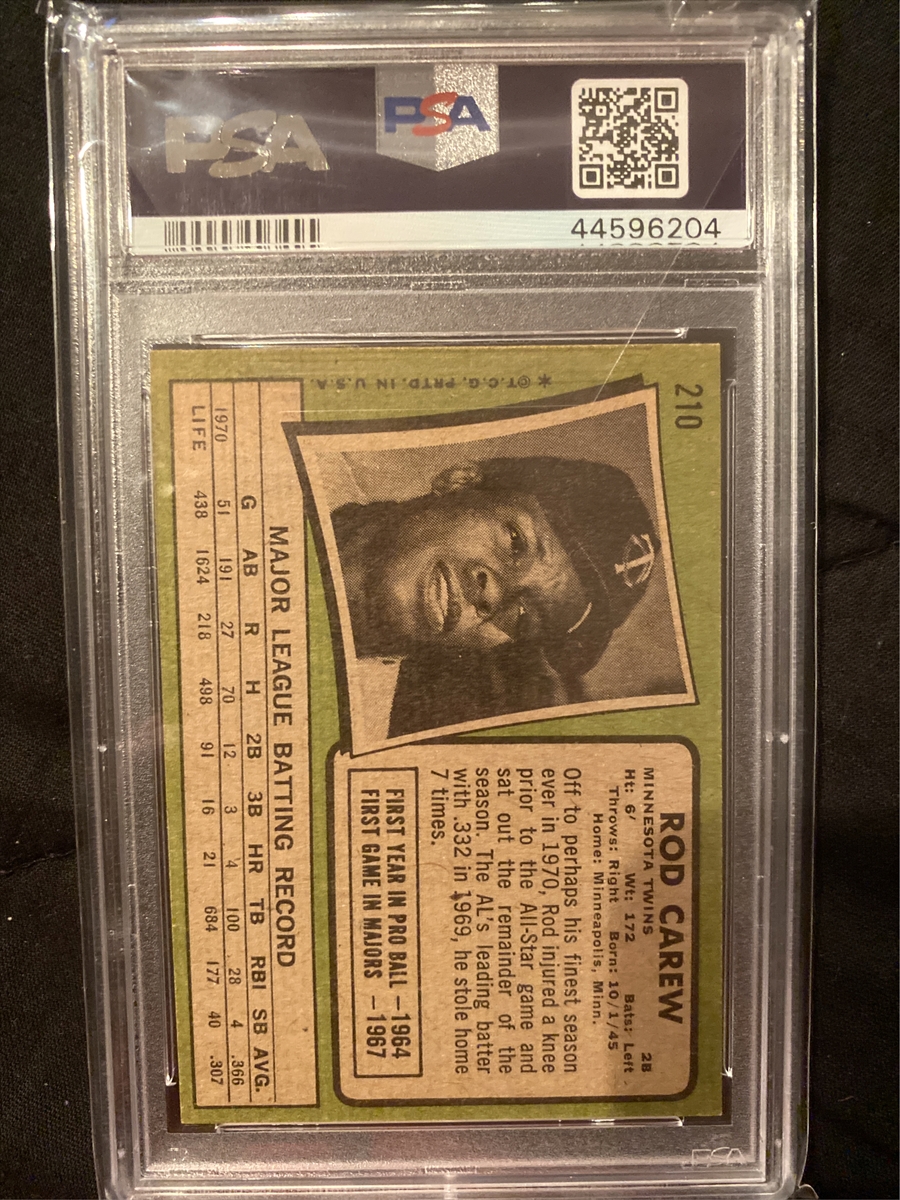 PSA
PSA
44596204
210
* ©T.C.G. PRTD. IN U.S.A.
ROD CAREW
MINNESOTA TWINS 2B
Ht: 6' Wt: 172 Bats: Left
Throws: Right Born: 10/1/45
Home: Minneapolis, Minn.
Off to perhaps his finest season
ever in 1970, Rod injured a knee
prior to the All-Star game and
sat out the remainder of the
season. The AL's leading batter
with .332 in 1969, he stole home
7 times.
FIRST YEAR IN PRO BALL —1964
FIRST GAME IN MAJORS —1967
MAJOR LEAGUE BATTING RECORD
G AB R H 2B 3B HR TB RBI SB AVG.
1970 51 191 27 70 12 3 4 100 28 4 .366
LIFE 438 1624 218 498 91 16 21 684 177 40 .307
PSA